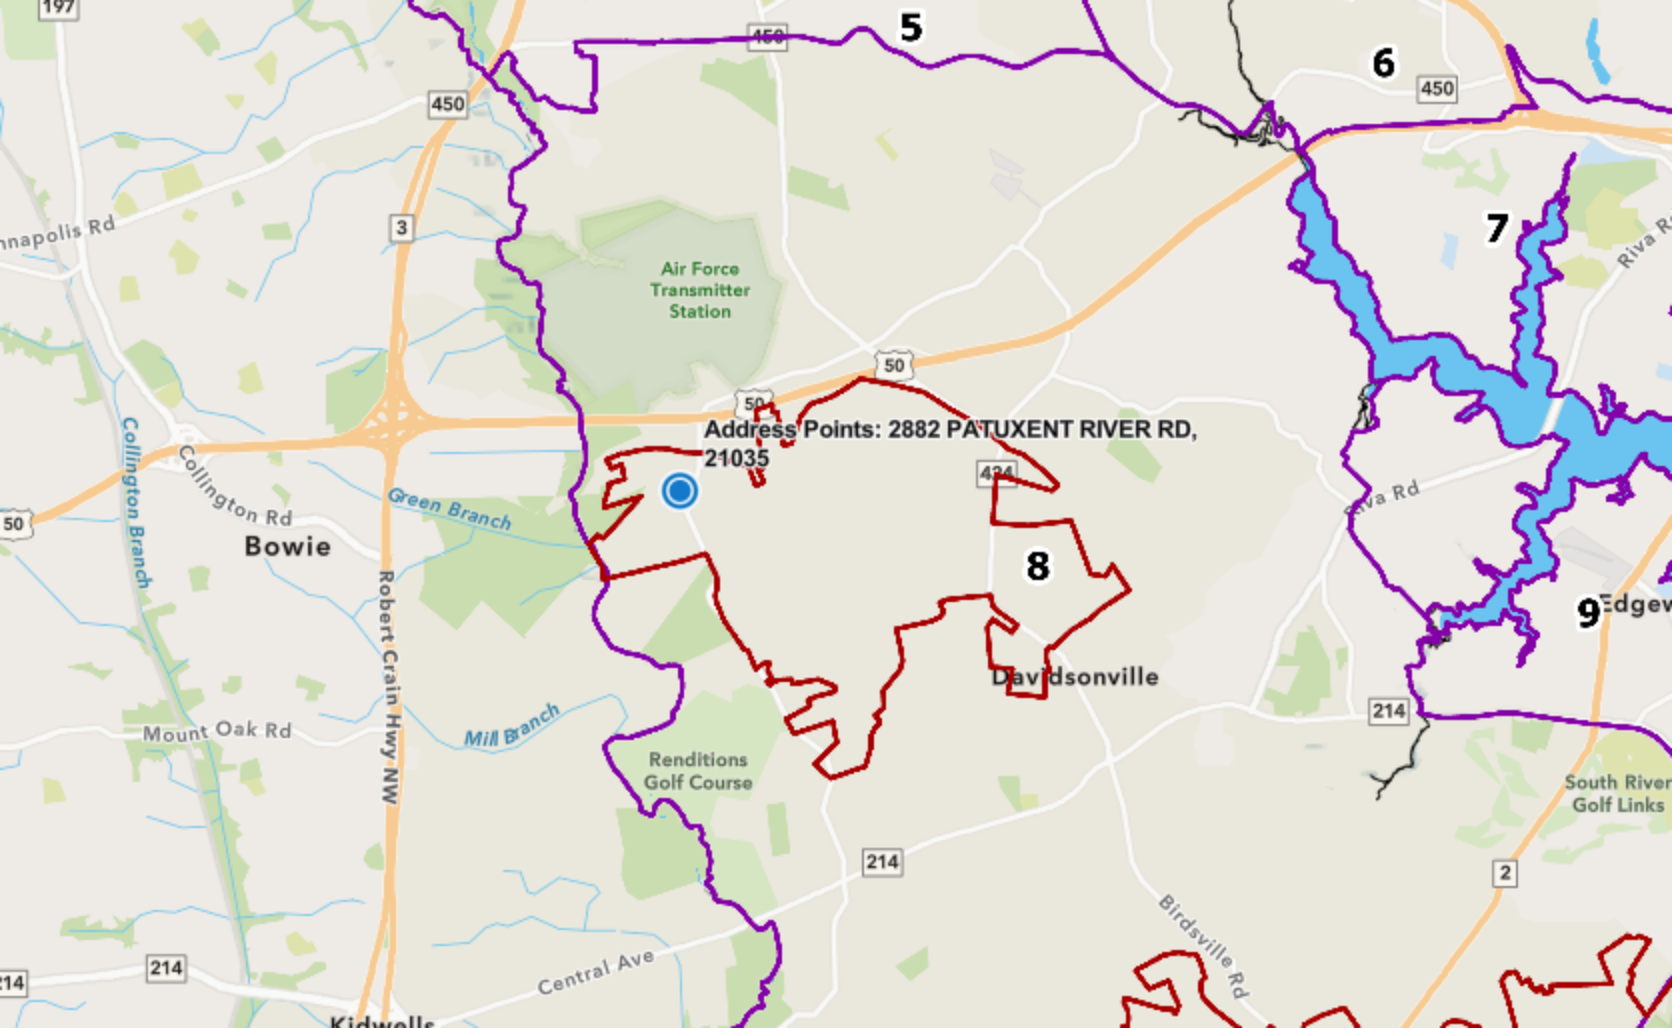 197
5
450
6
450
450
7
Riva R
nnapolis Rd
3
Air Force
Transmitter
Station
50
50
Address Points: 2882 PATUXENT RIVER RD,
21035
424
Riva Rd
Collington Branch
Collington Rd
Green Branch
50
Bowie
8
9
Edgew
Robert Crain Hwy NW
Davidsonville
214
Mount Oak Rd
Mill Branch
Renditions
Golf Course
South River
Golf Links
214
2
Birdsville Rd
Central Ave
214
214
Kidwells